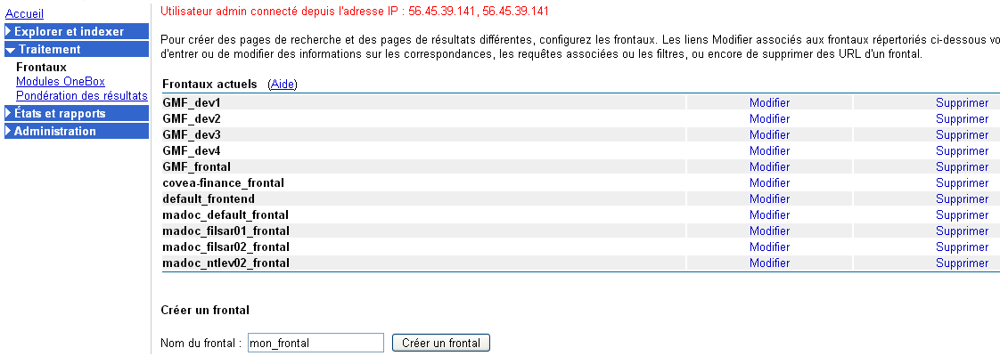 Accueil
Explorer et indexer
Traitement
Frontaux
Modules OneBox
Pondération des résultats
États et rapports
Administration
Utilisateur admin connecté depuis l'adresse IP : 56.45.39.141, 56.45.39.141
Pour créer des pages de recherche et des pages de résultats différentes, configurez les frontaux. Les liens Modifier associés aux frontaux répertoriés ci-dessous vo
d'entrer ou de modifier des informations sur les correspondances, les requêtes associées ou les filtres, ou encore de supprimer des URL d'un frontal.
Frontaux actuels (Aide)
GMF_dev1 Modifier Supprimer
GMF_dev2 Modifier Supprimer
GMF_dev3 Modifier Supprimer
GMF_dev4 Modifier Supprimer
GMF_frontal Modifier Supprimer
covea-finance_frontal Modifier Supprimer
default_frontend Modifier Supprimer
madoc_default_frontal Modifier Supprimer
madoc_filsar01_frontal Modifier Supprimer
madoc_filsar02_frontal Modifier Supprimer
madoc_ntlev02_frontal Modifier Supprimer
Créer un frontal
Nom du frontal : mon_frontal Créer un frontal